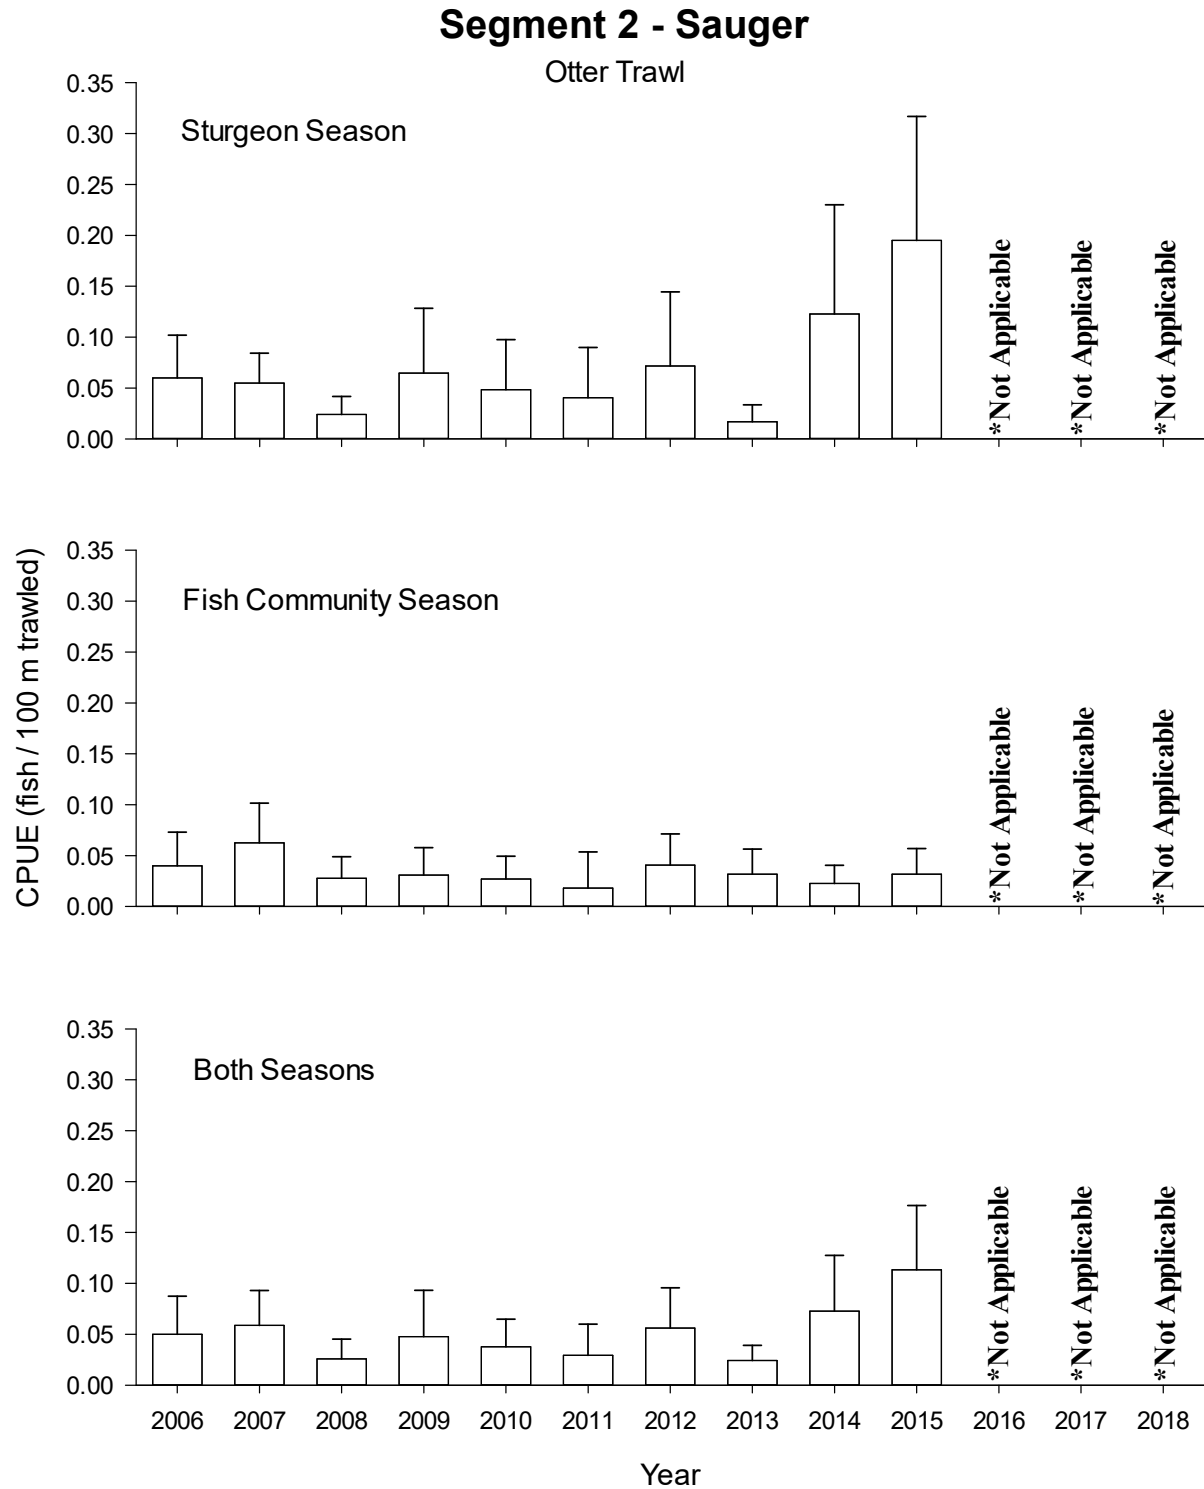 Segment 2 - Sauger
Otter Trawl
0.35
0.30
0.25
0.20
0.15
0.10
0.05
0.00
Sturgeon Season
*Not Applicable
*Not Applicable
*Not Applicable
CPUE (fish / 100 m trawled)
0.35
0.30
0.25
0.20
0.15
0.10
0.05
0.00
Fish Community Season
*Not Applicable
*Not Applicable
*Not Applicable
0.35
0.30
0.25
0.20
0.15
0.10
0.05
0.00
Both Seasons
*Not Applicable
*Not Applicable
*Not Applicable
2006 2007 2008 2009 2010 2011 2012 2013 2014 2015 2016 2017 2018
Year